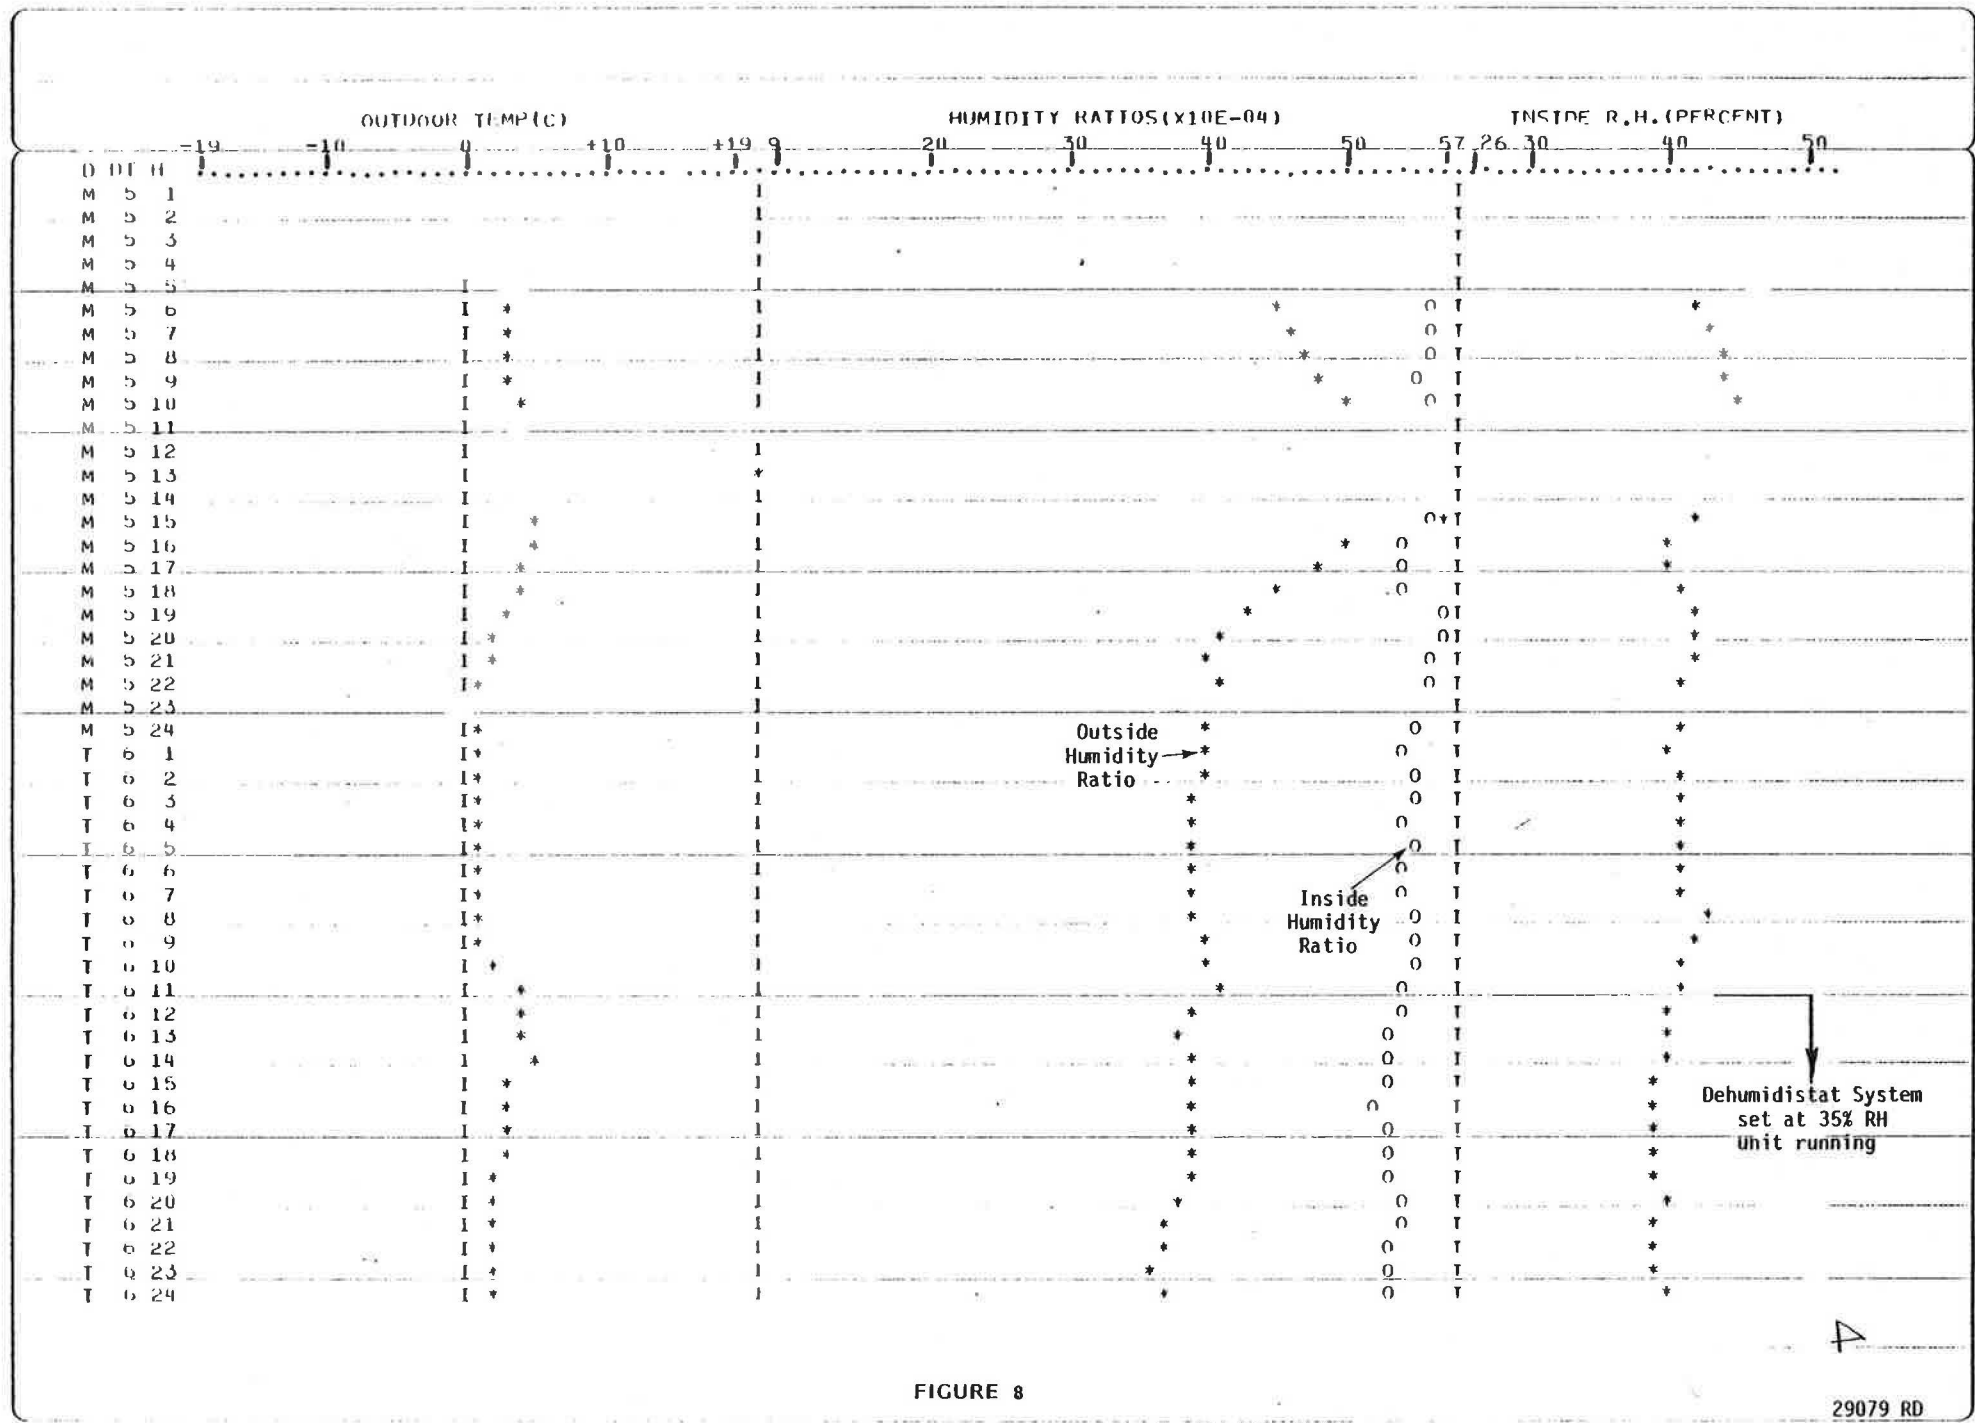 OUTDOOR TEMP(C) HUMIDITY RATIOS(X10E-04) INSIDE R.H.(PERCENT)
-19 -10 0 +10 +19 9 20 30 40 50 57 26 30 40 50
D DT H
M 5 1
M 5 2
M 5 3
M 5 4
M 5 5
M 5 6
M 5 7
M 5 8
M 5 9
M 5 10
M 5 11
M 5 12
M 5 13
M 5 14
M 5 15
M 5 16
M 5 17
M 5 18
M 5 19
M 5 20
M 5 21
M 5 22
M 5 23
M 5 24
T 6 1
T 6 2
T 6 3
T 6 4
T 6 5
T 6 6
T 6 7
T 6 8
T 6 9
T 6 10
T 6 11
T 6 12
T 6 13
T 6 14
T 6 15
T 6 16
T 6 17
T 6 18
T 6 19
T 6 20
T 6 21
T 6 22
T 6 23
T 6 24
Outside
Humidity
Ratio
Inside
Humidity
Ratio
Dehumidistat System
set at 35% RH
Unit running
FIGURE 8
29079 RD